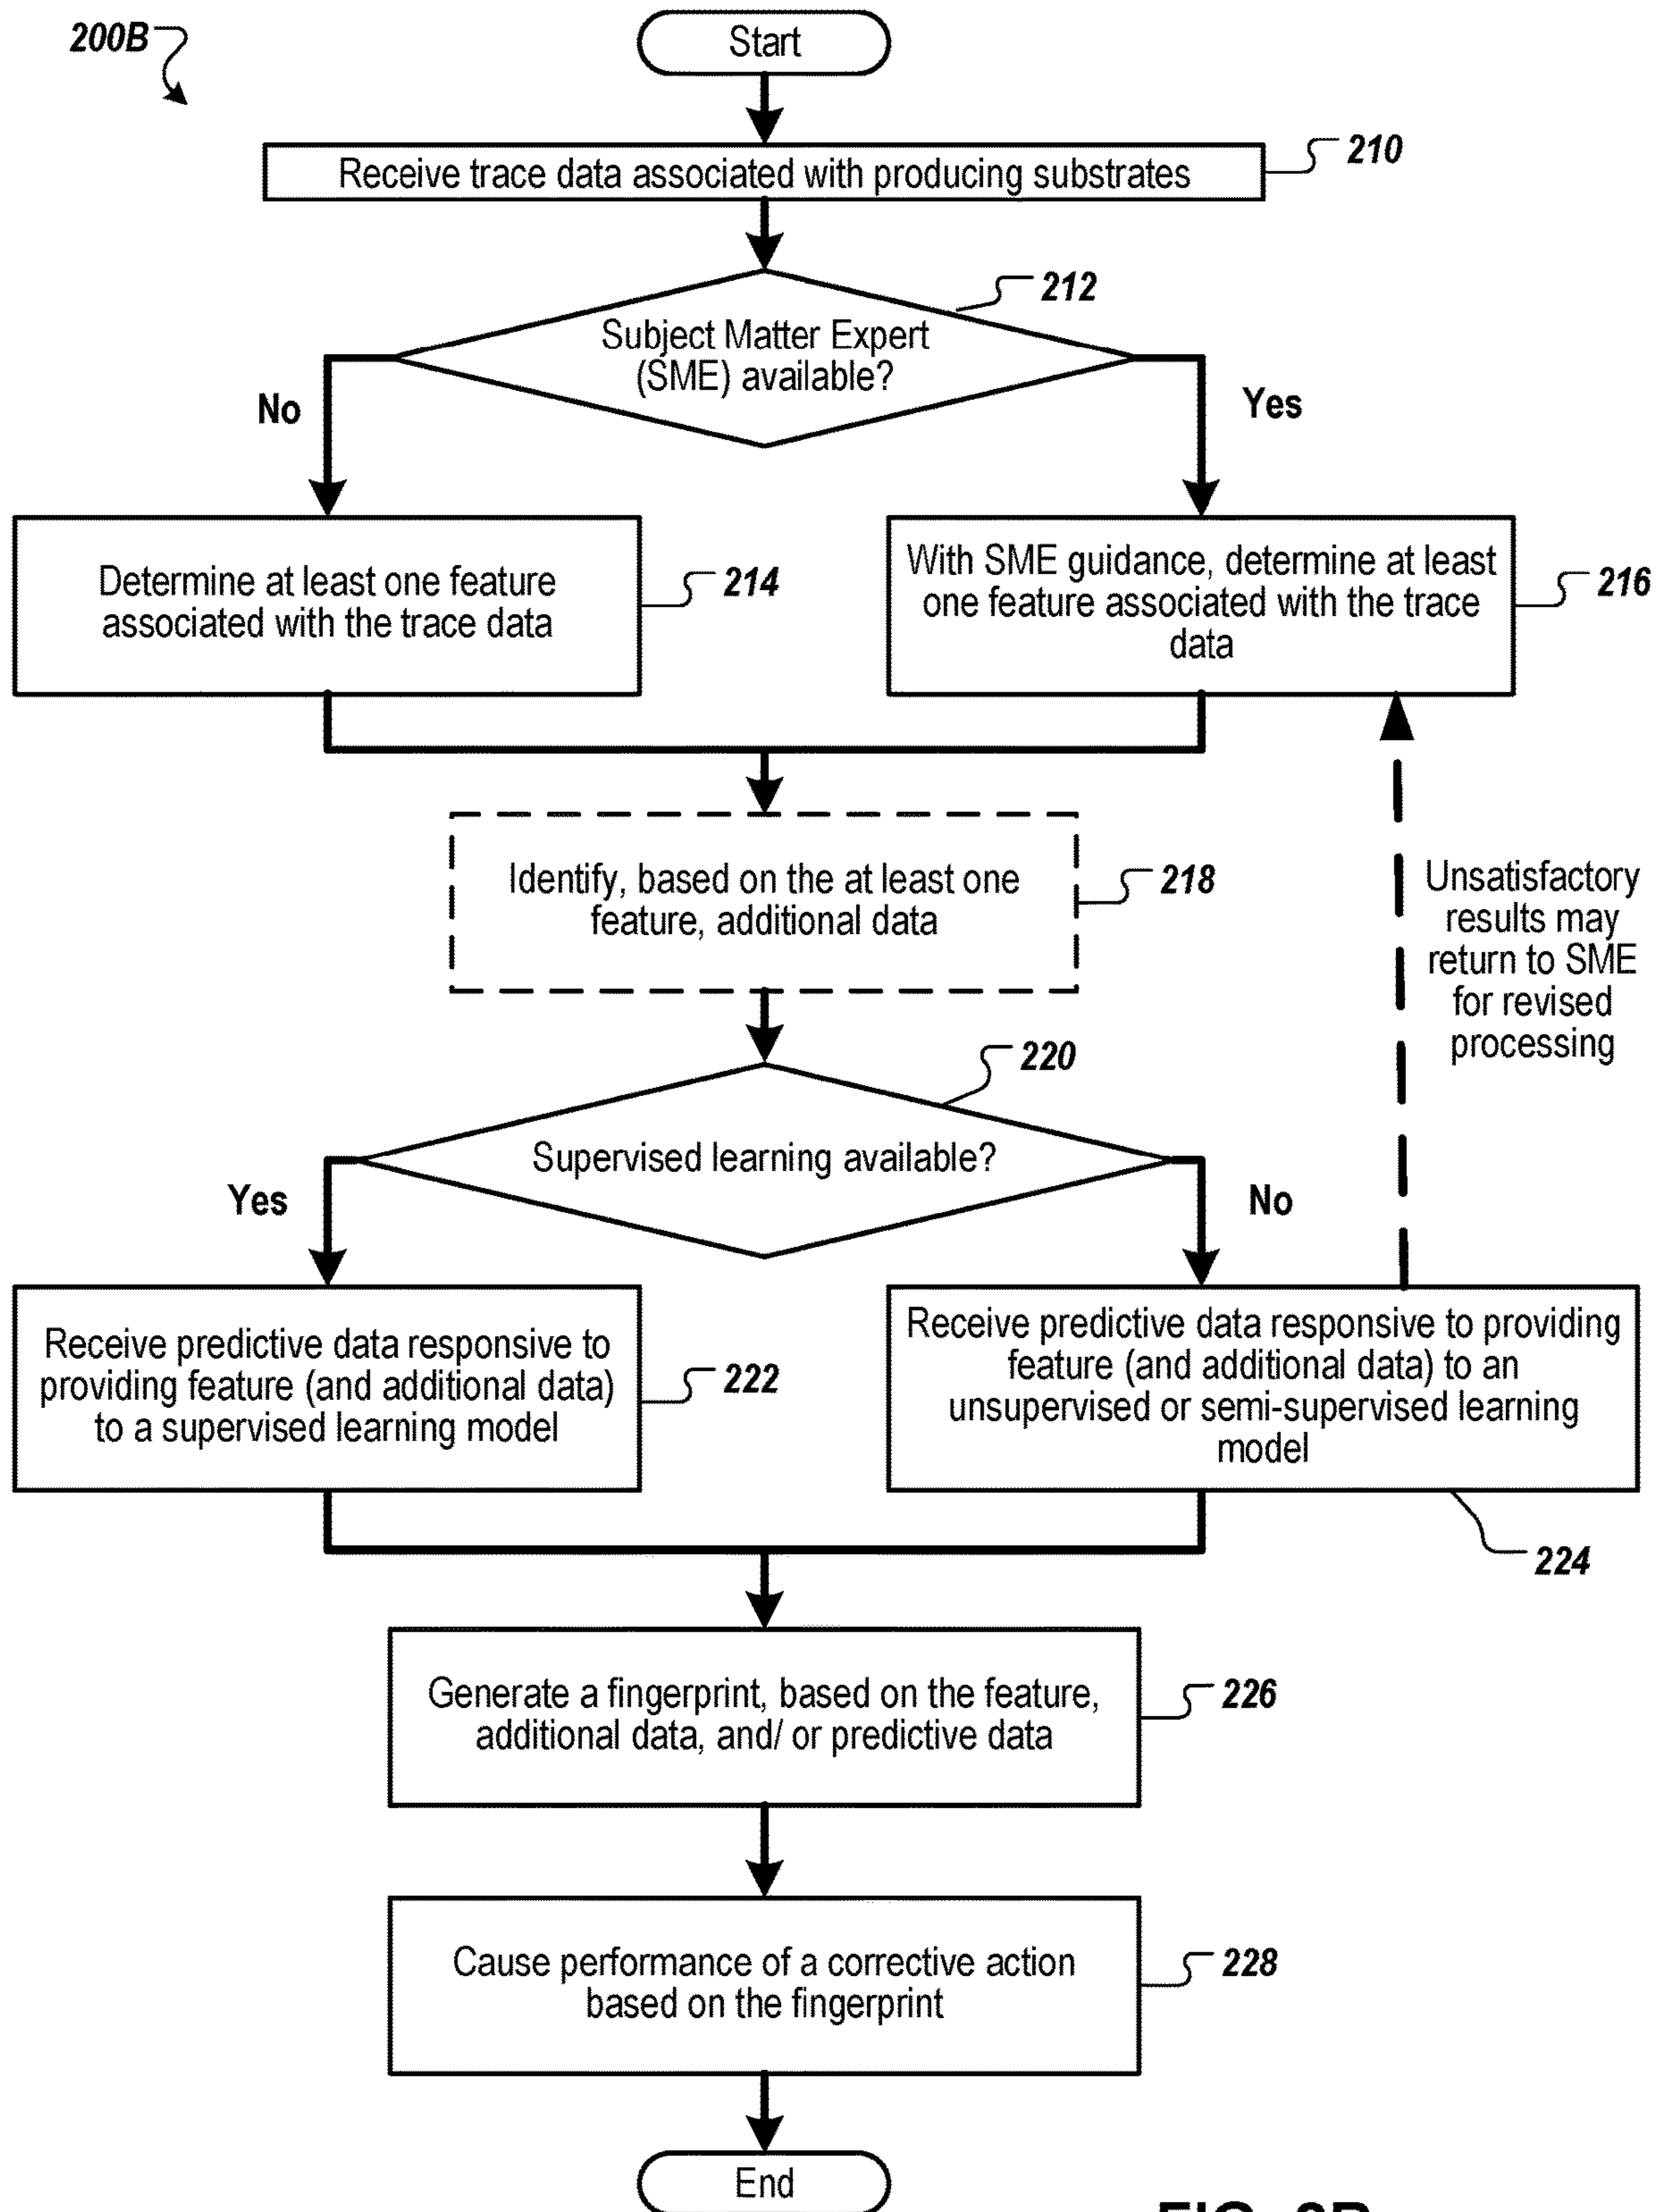 200B
Start
Receive trace data associated with producing substrates
210
212
Subject Matter Expert
(SME) available?
No
Yes
Determine at least one feature
associated with the trace data
214
With SME guidance, determine at least
one feature associated with the trace
data
216
Identify, based on the at least one
feature, additional data
218
Unsatisfactory
results may
return to SME
for revised
processing
220
Supervised learning available?
Yes
No
Receive predictive data responsive to
providing feature (and additional data)
to a supervised learning model
222
Receive predictive data responsive to providing
feature (and additional data) to an
unsupervised or semi-supervised learning
model
224
Generate a fingerprint, based on the feature,
additional data, and/ or predictive data
226
Cause performance of a corrective action
based on the fingerprint
228
End